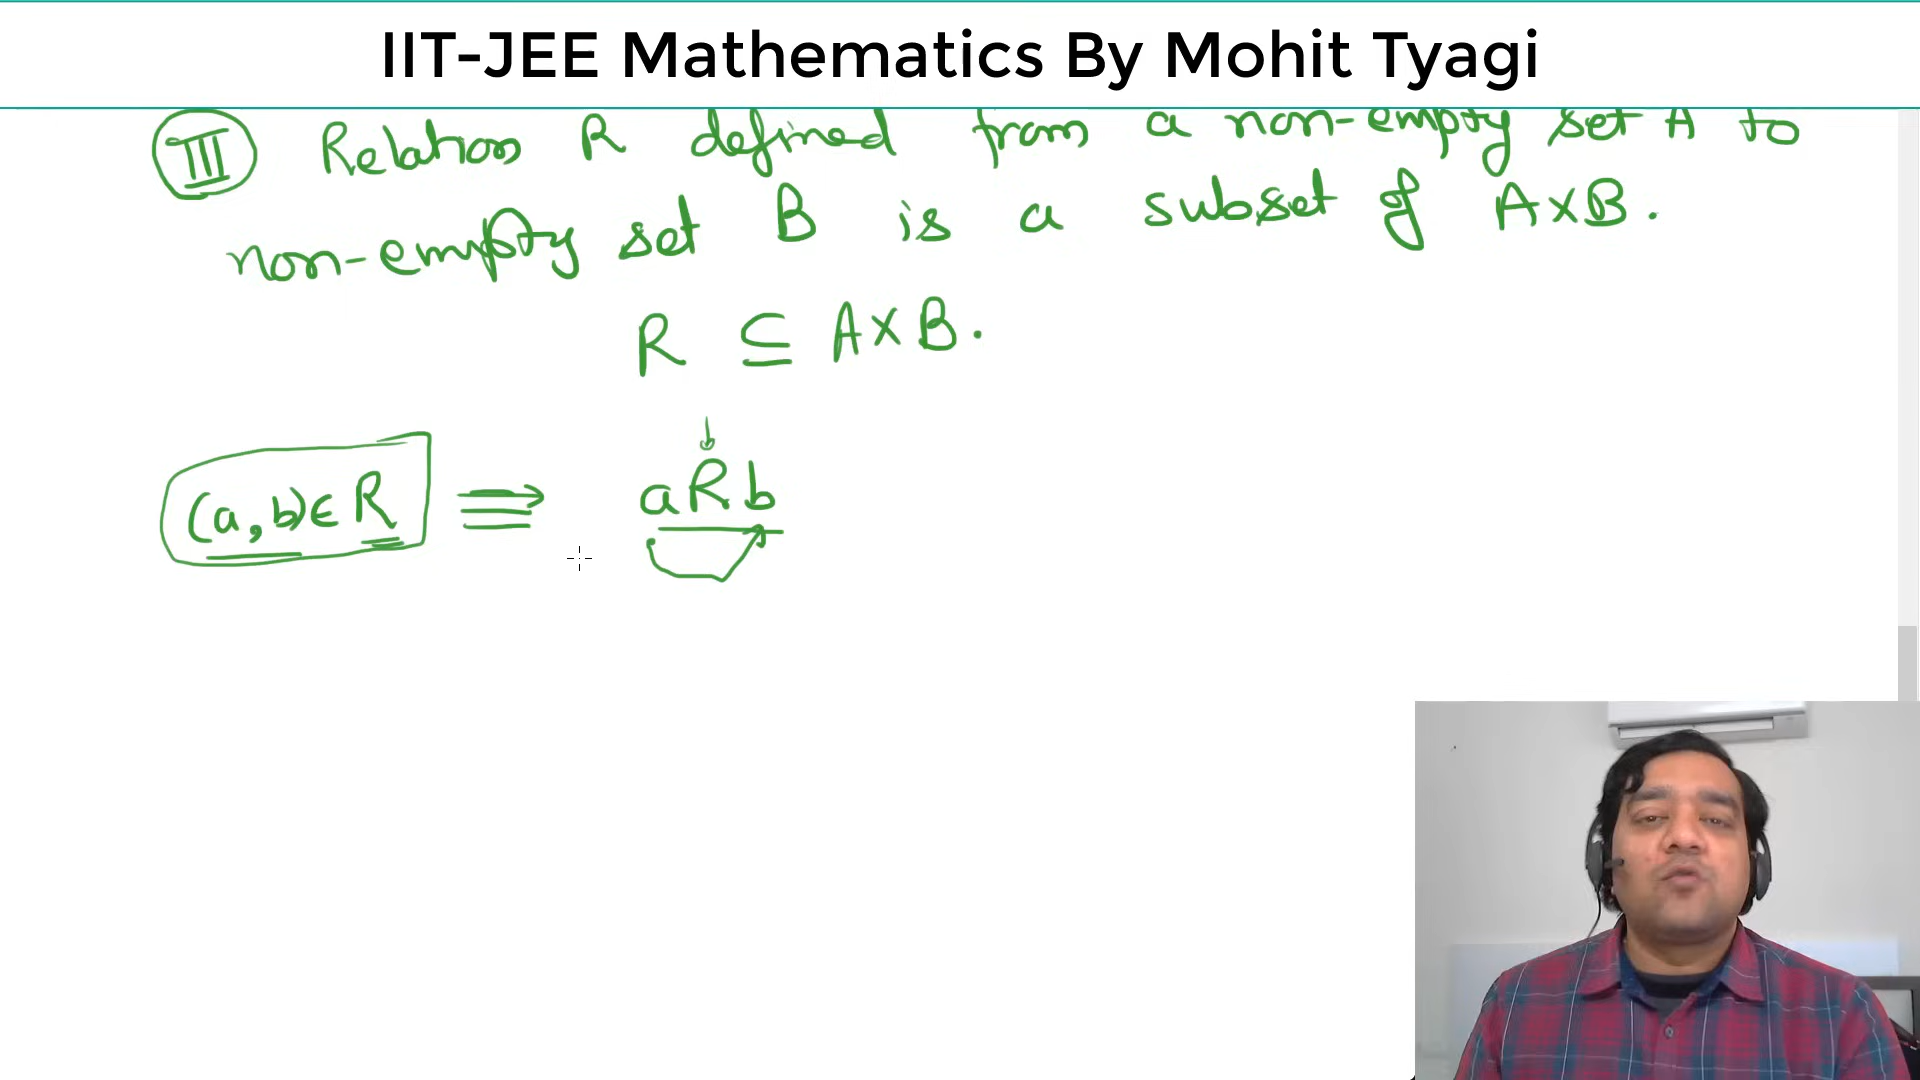 IIT-JEE Mathematics By Mohit Tyagi
III Relation R defined from a non-empty set A to
non-empty set B is a subset of A×B.
R ⊆ A×B.
(a,b)∈R ⇒ aRb